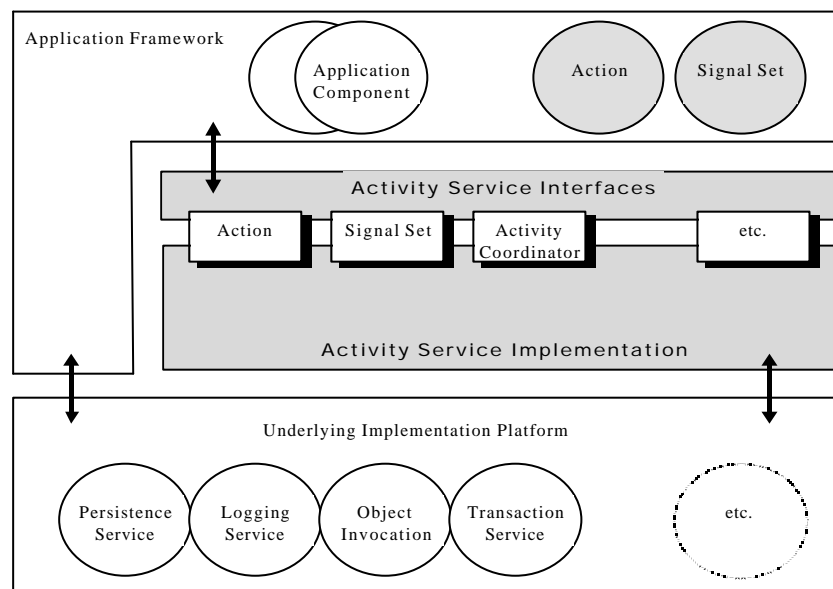 Application Framework
Application
Component
Action
Signal Set
Activity Service Interfaces
Action
Signal Set
Activity
Coordinator
etc.
Activity Service Implementation
Underlying Implementation Platform
Persistence
Service
Logging
Service
Object
Invocation
Transaction
Service
etc.